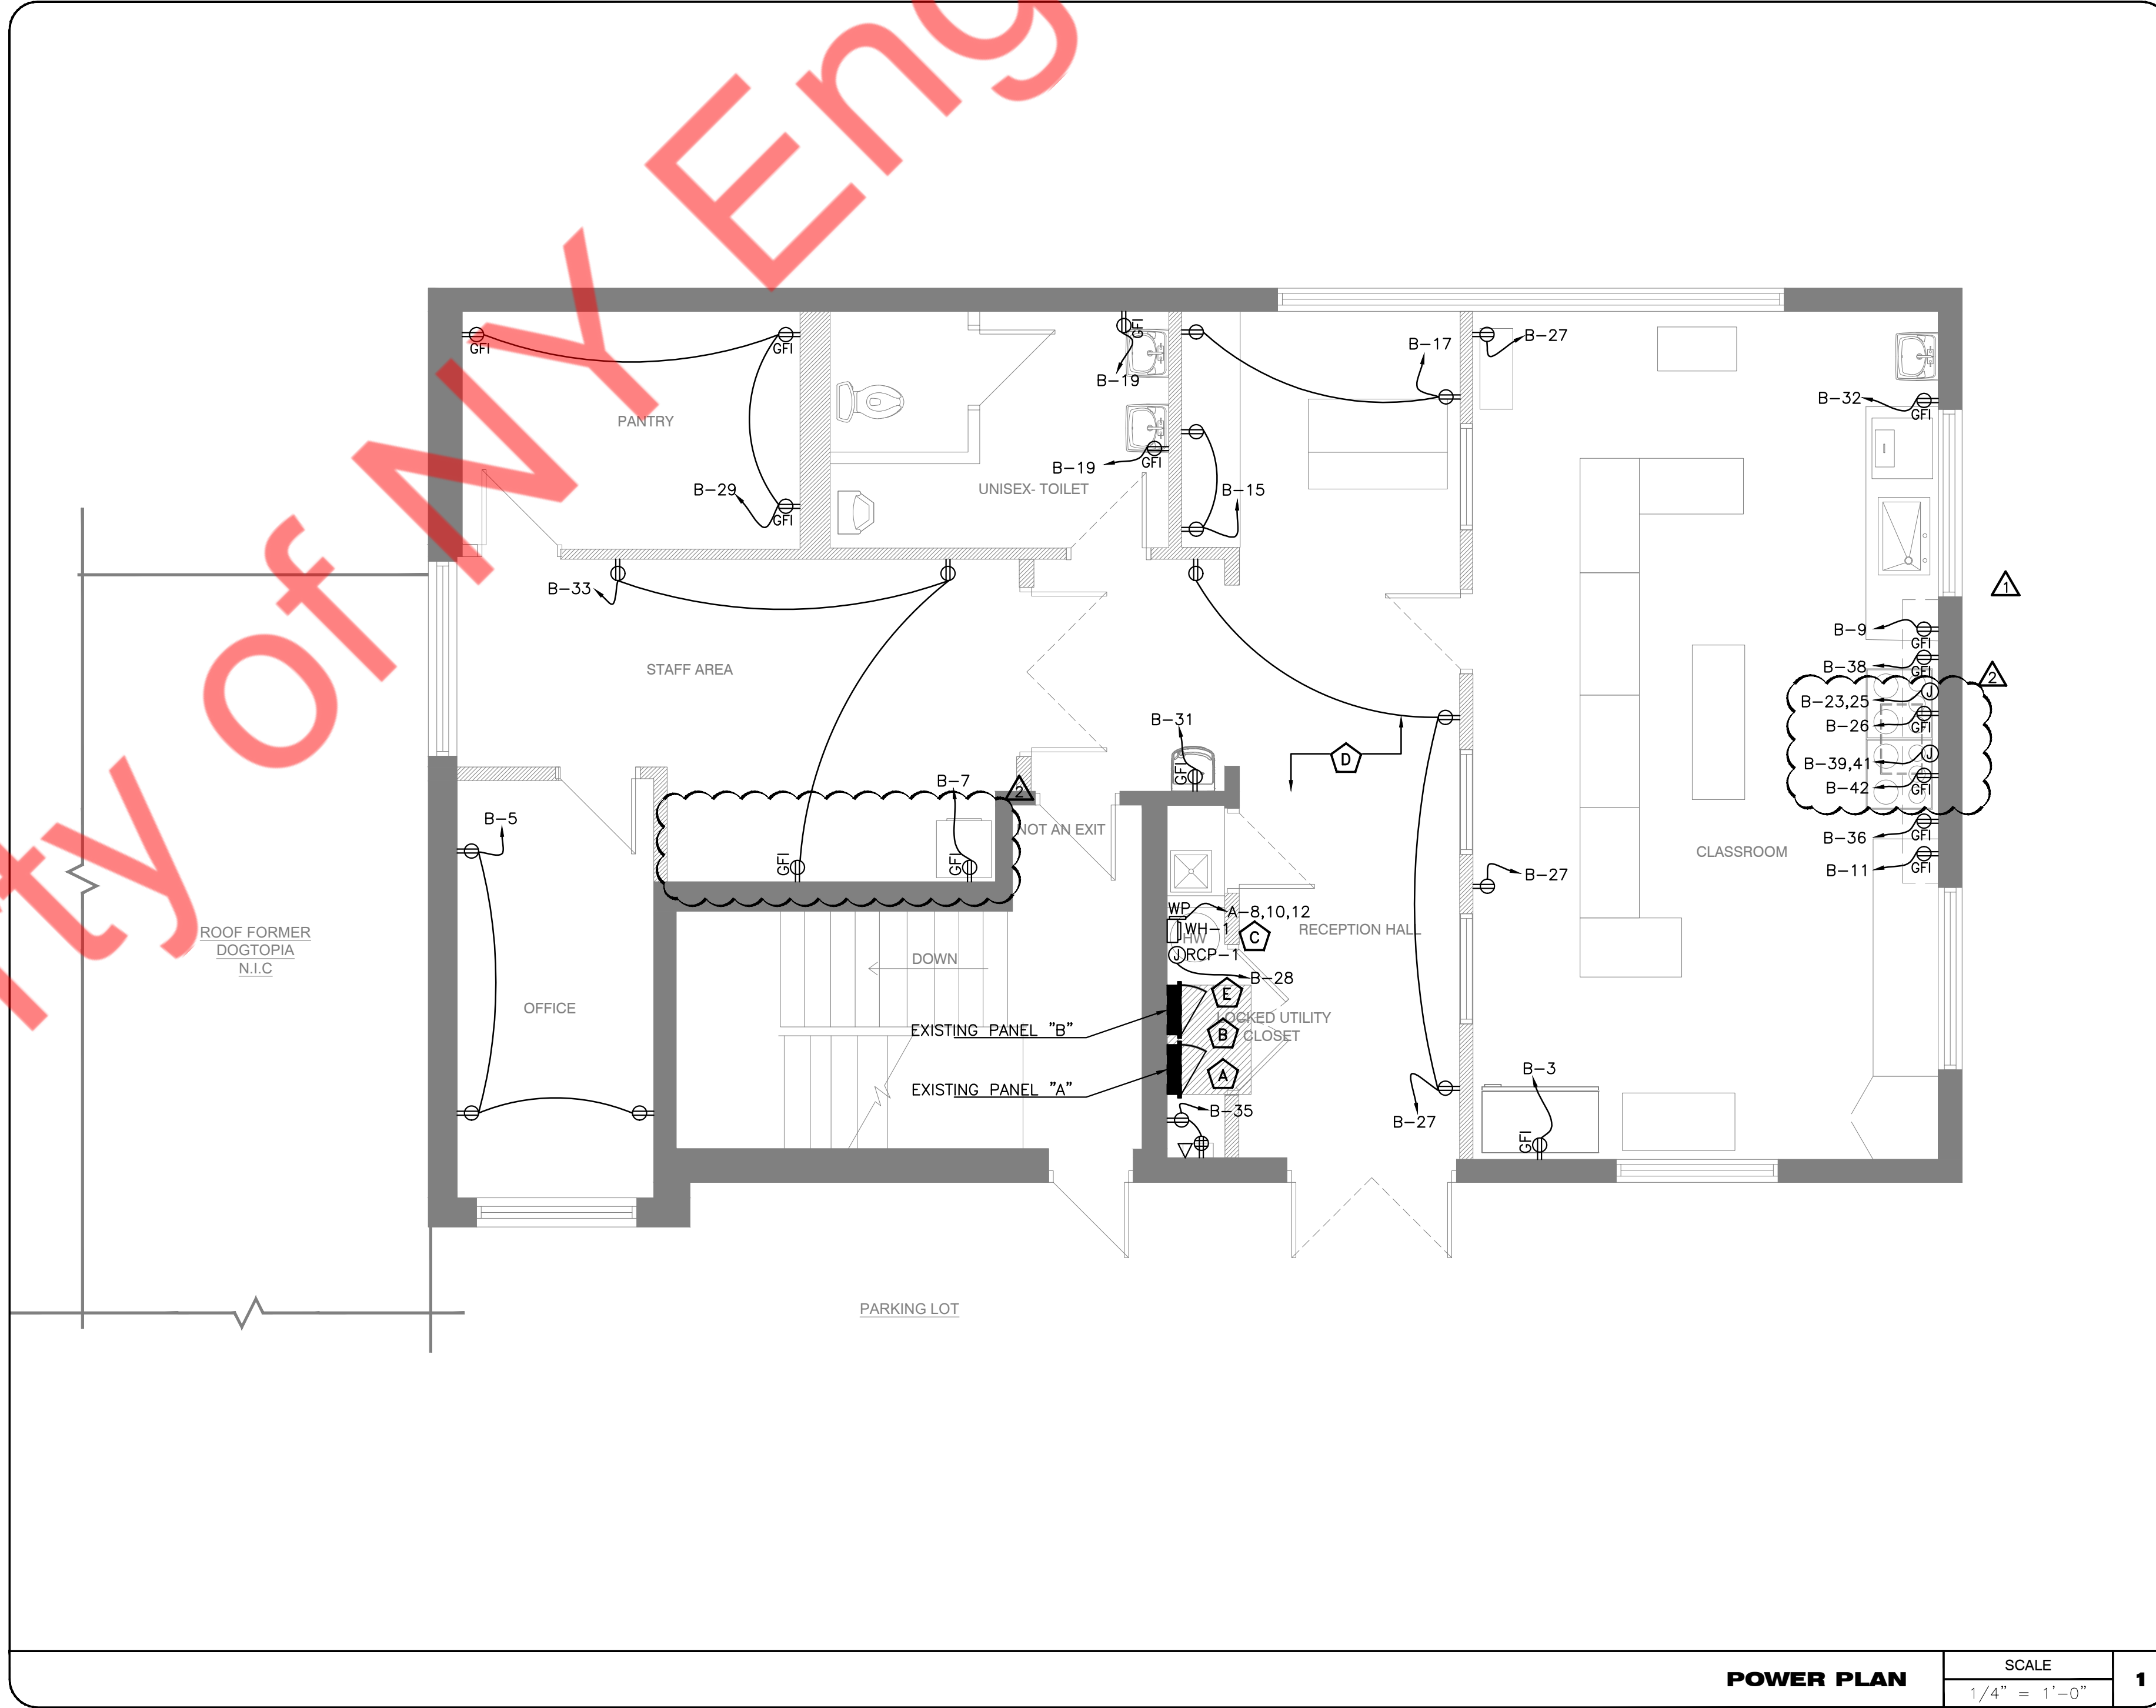 ty of NY Eng
GFI
GFI
GFI
B-19
B-17
B-27
B-32
GFI
PANTRY
B-29
GFI
B-19
GFI
UNISEX- TOILET
B-15
B-33
STAFF AREA
B-9
GFI
B-38
GFI
1
2
J
B-23,25
B-26
GFI
J
B-39,41
B-42
GFI
B-36
GFI
B-11
GFI
B-31
GFI
D
B-7
2
NOT AN EXIT
GFI
GFI
B-5
CLASSROOM
B-27
WP
A-8,10,12
WH-1
HW
C
RECEPTION HALL
J
RCP-1
B-28
ROOF FORMER
DOGTOPIA
N.I.C
DOWN
OFFICE
E
LOCKED UTILITY
CLOSET
B
A
EXISTING PANEL "B"
EXISTING PANEL "A"
B-35
B-27
B-3
GFI
PARKING LOT
POWER PLAN
SCALE
1/4" = 1'-0"
1